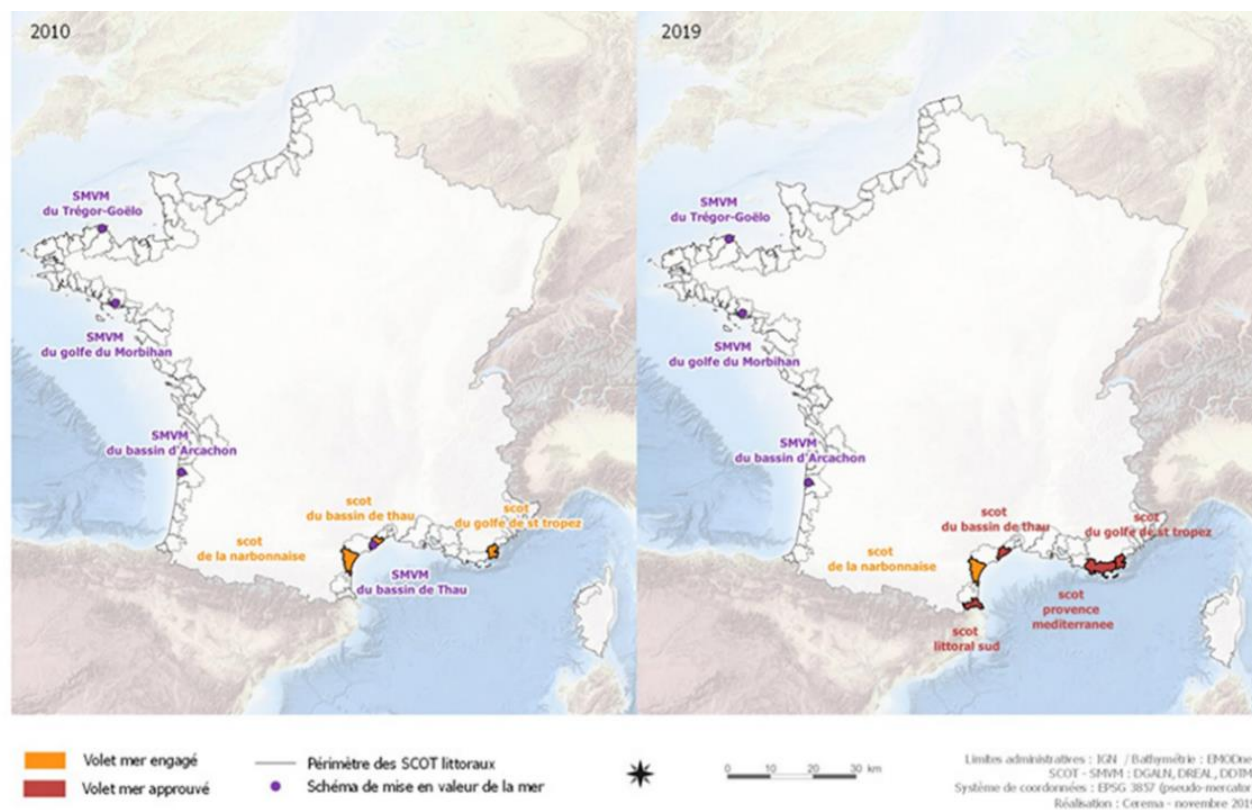 2010
SMVM
du Trégor-Goëlo
SMVM
du golfe du Morbihan
SMVM
du bassin d'Arcachon
scot
du bassin de thau
scot
du golfe de st tropez
scot
de la narbonnaise
SMVM
du bassin de Thau
2019
SMVM
du Trégor-Goëlo
SMVM
du golfe du Morbihan
SMVM
du bassin d'Arcachon
scot
du bassin de thau
scot
du golfe de st tropez
scot
de la narbonnaise
scot
provence
mediterranee
scot
littoral sud
Volet mer engagé
Volet mer approuvé
Périmètre des SCOT littoraux
Schéma de mise en valeur de la mer
0 10 20 30 km
Limites administratives : IGN / Bathymétrie : EMODne
SCOT - SMVM : DGALN, DREAL, DDTM
Système de coordonnées : EPSG 3857 (pseudo-mercator
Réalisation : Cerema - novembre 201